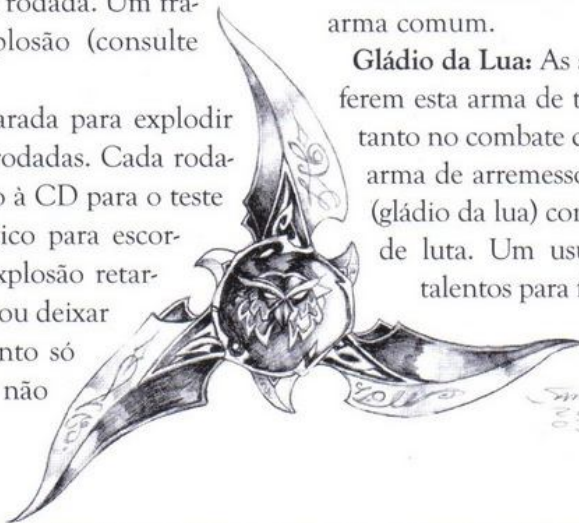 rodada. Um fra-
plosão (consulte
arada para explodir
rodadas. Cada roda-
o à CD para o teste
ico para escor-
xplosão retar-
ou deixar
nto só
não
arma comum.
Gládio da Lua: As
ferem esta arma de
tanto no combate
arma de arremesso
(gládio da lua) con
de luta. Um usu
talentos para